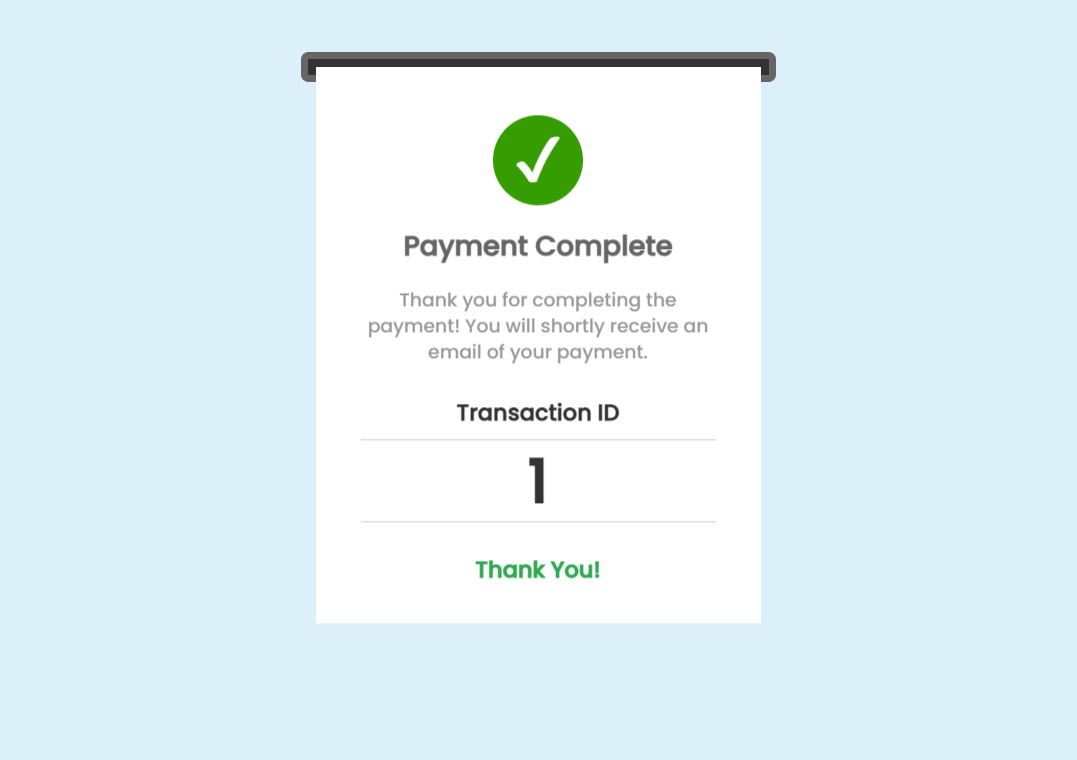 Payment Complete
Thank you for completing the
payment! You will shortly receive an
email of your payment.
Transaction ID
1
Thank You!